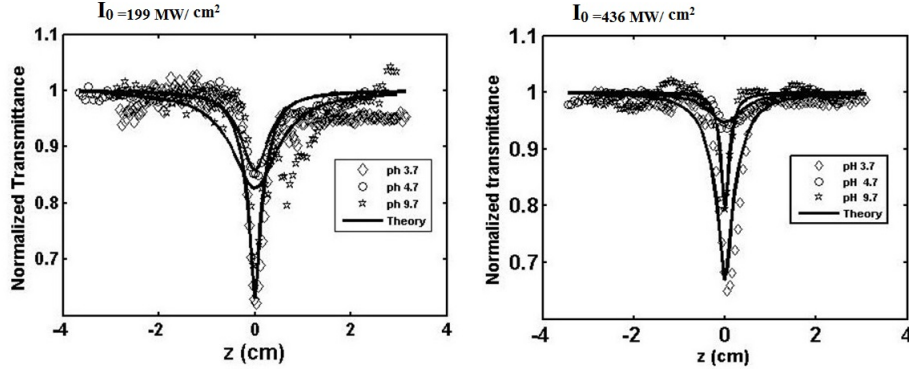 I0 =199 MW/ cm2
1.1
1
0.9
0.8
0.7
Normalized Transmittance
ph 3.7
ph 4.7
ph 9.7
Theory
-4
-2
0
2
4
z (cm)
I0 =436 MW/ cm2
1.1
1
0.9
0.8
0.7
Normalized transmittance
pH 3.7
pH 4.7
pH 9.7
Theory
-4
-2
0
2
4
z (cm)